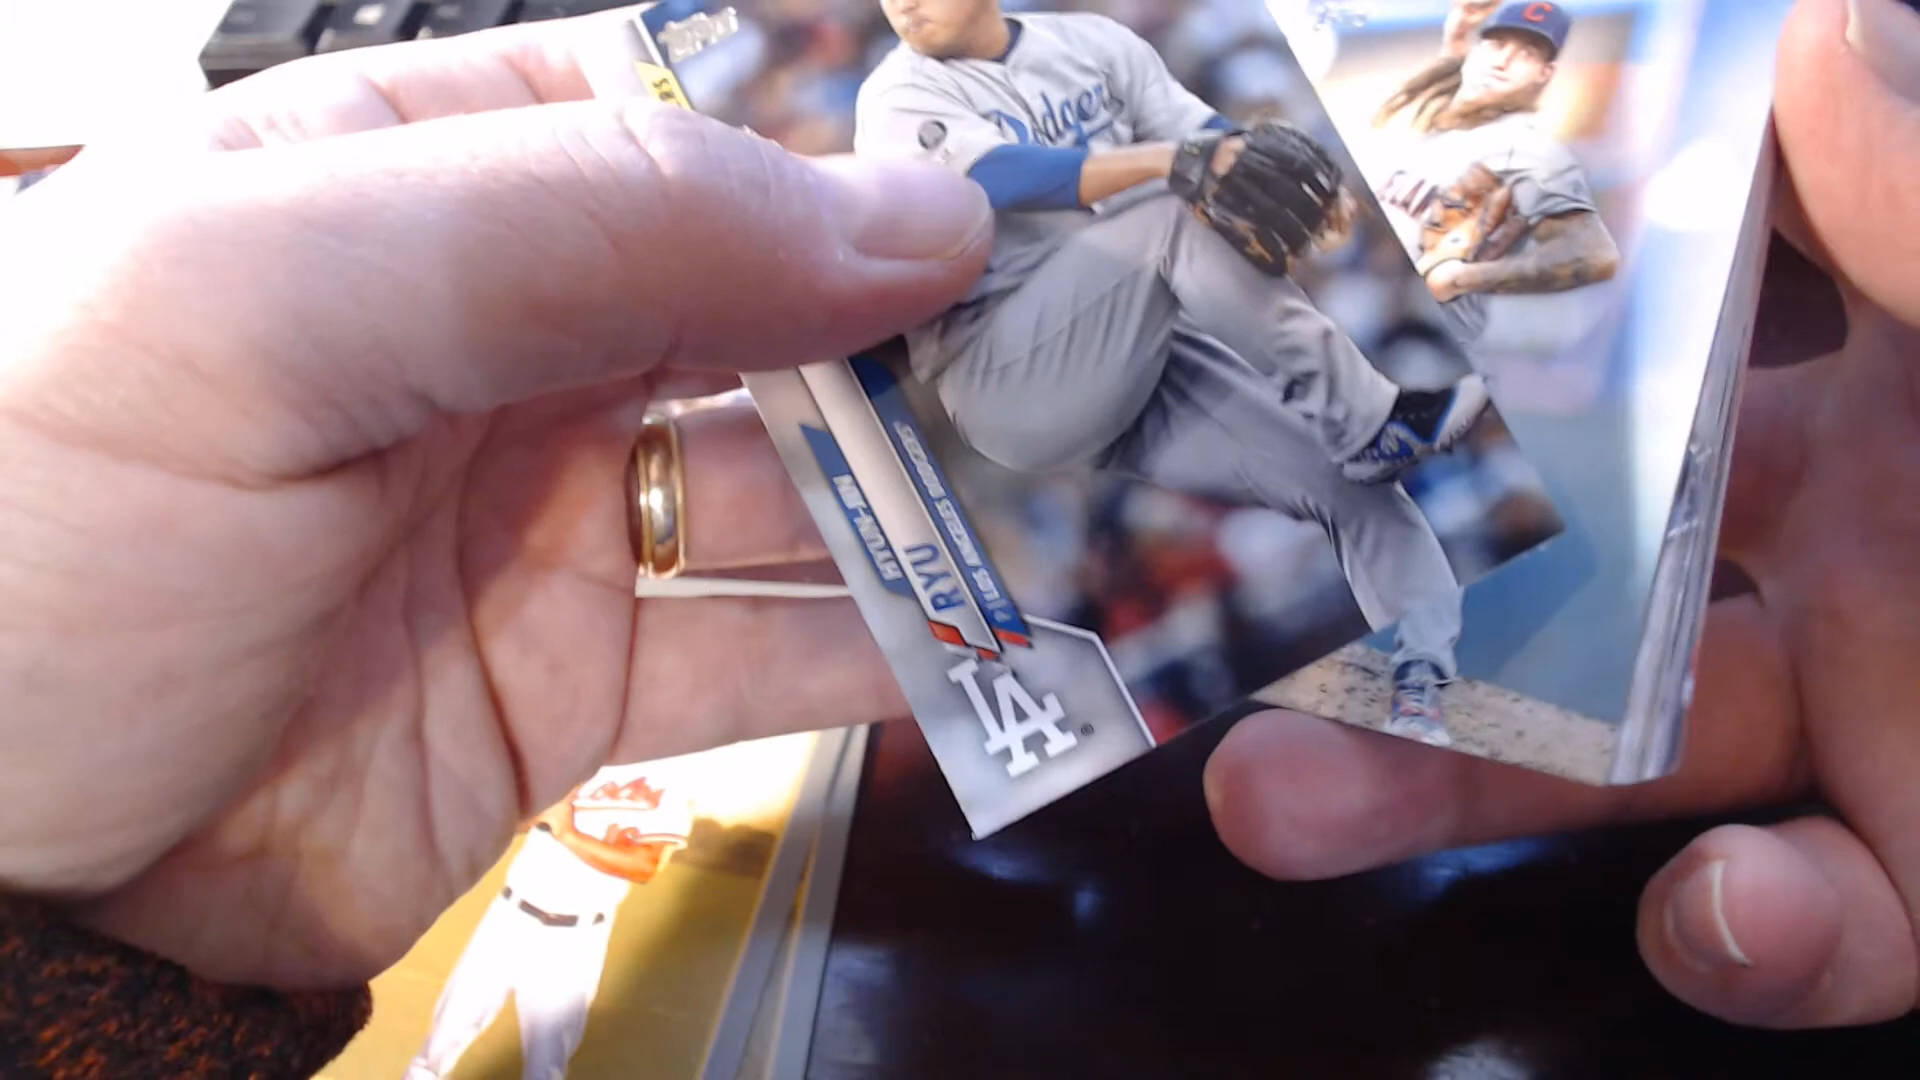 Topps
Dodgers
C
HYUN-JIN
RYU
P | LOS ANGELES DODGERS
LA ®